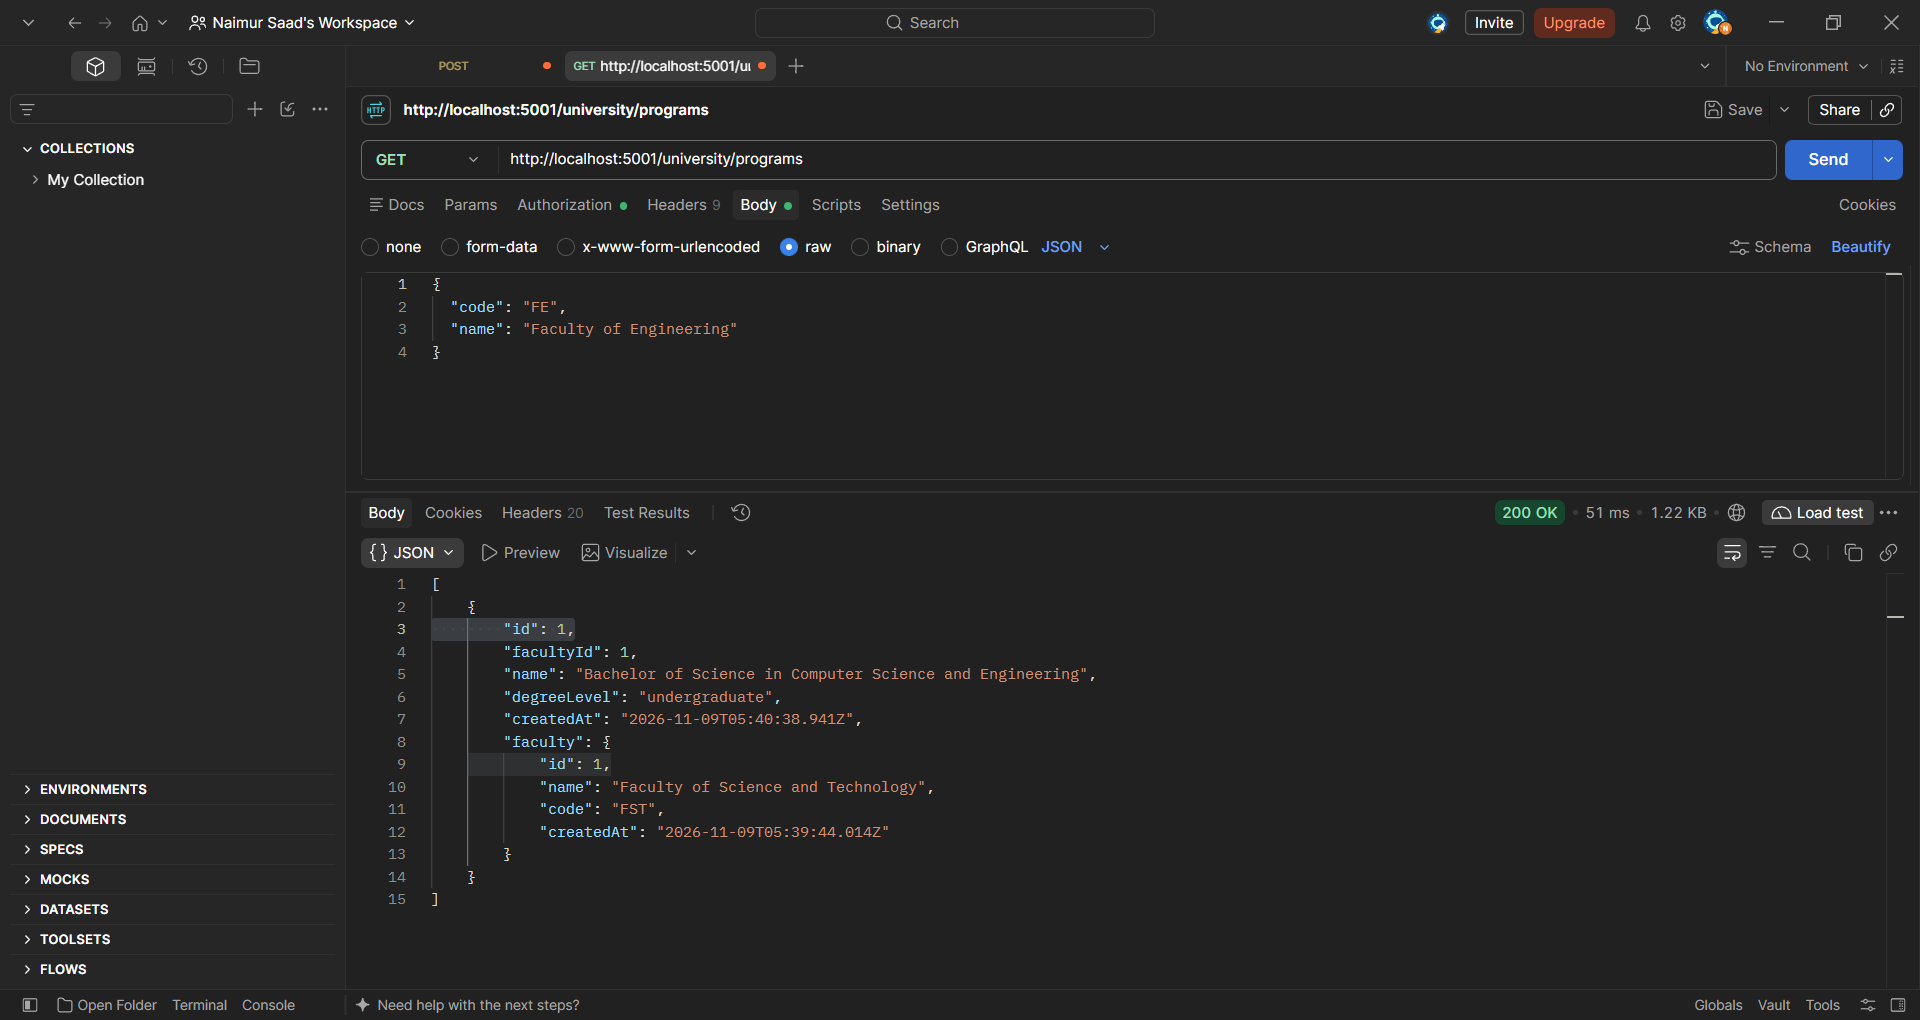 Naimur Saad's Workspace
Search
Invite
Upgrade
POST
GET http://localhost:5001/ui
No Environment
HTTP
http://localhost:5001/university/programs
Save
Share
COLLECTIONS
My Collection
GET
http://localhost:5001/university/programs
Send
Docs
Params
Authorization
Headers 9
Body
Scripts
Settings
Cookies
none
form-data
x-www-form-urlencoded
raw
binary
GraphQL
JSON
Schema
Beautify
1 {
2 "code": "FE",
3 "name": "Faculty of Engineering"
4 }
Body
Cookies
Headers 20
Test Results
200 OK
51 ms
1.22 KB
Load test
{} JSON
Preview
Visualize
1 [
2 {
3 "id": 1,
4 "facultyId": 1,
5 "name": "Bachelor of Science in Computer Science and Engineering",
6 "degreeLevel": "undergraduate",
7 "createdAt": "2026-11-09T05:40:38.941Z",
8 "faculty": {
9 "id": 1,
10 "name": "Faculty of Science and Technology",
11 "code": "FST",
12 "createdAt": "2026-11-09T05:39:44.014Z"
13 }
14 }
15 ]
ENVIRONMENTS
DOCUMENTS
SPECS
MOCKS
DATASETS
TOOLSETS
FLOWS
Open Folder
Terminal
Console
Need help with the next steps?
Globals
Vault
Tools